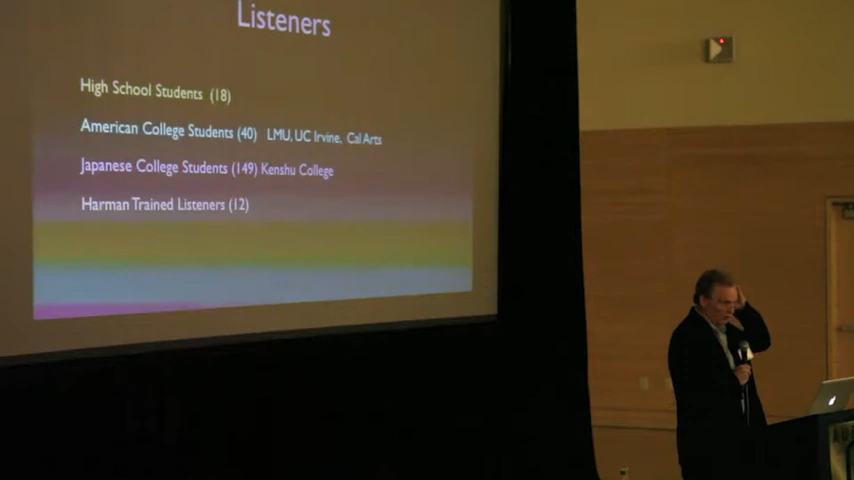 Listeners
High School Students (18)
American College Students (40) LMU, UC Irvine, Cal Arts
Japanese College Students (149) Kenshu College
Harman Trained Listeners (12)